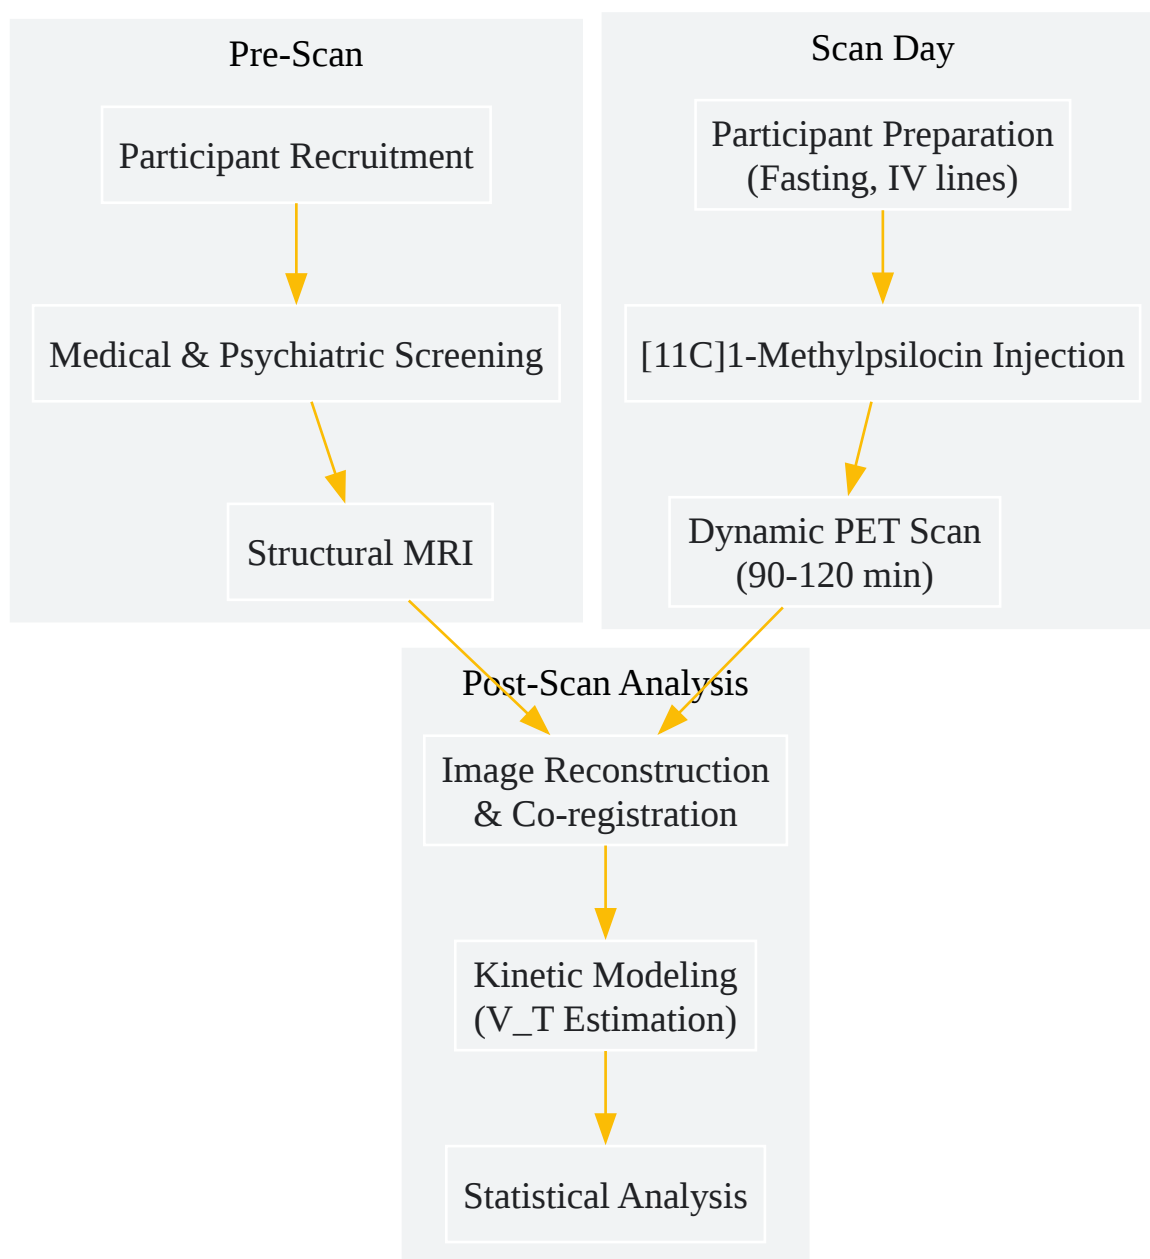 Pre-Scan
Participant Recruitment
Medical & Psychiatric Screening
Structural MRI
Scan Day
Participant Preparation
(Fasting, IV lines)
[11C]1-Methylpsilocin Injection
Dynamic PET Scan
(90-120 min)
Post-Scan Analysis
Image Reconstruction
& Co-registration
Kinetic Modeling
(V_T Estimation)
Statistical Analysis